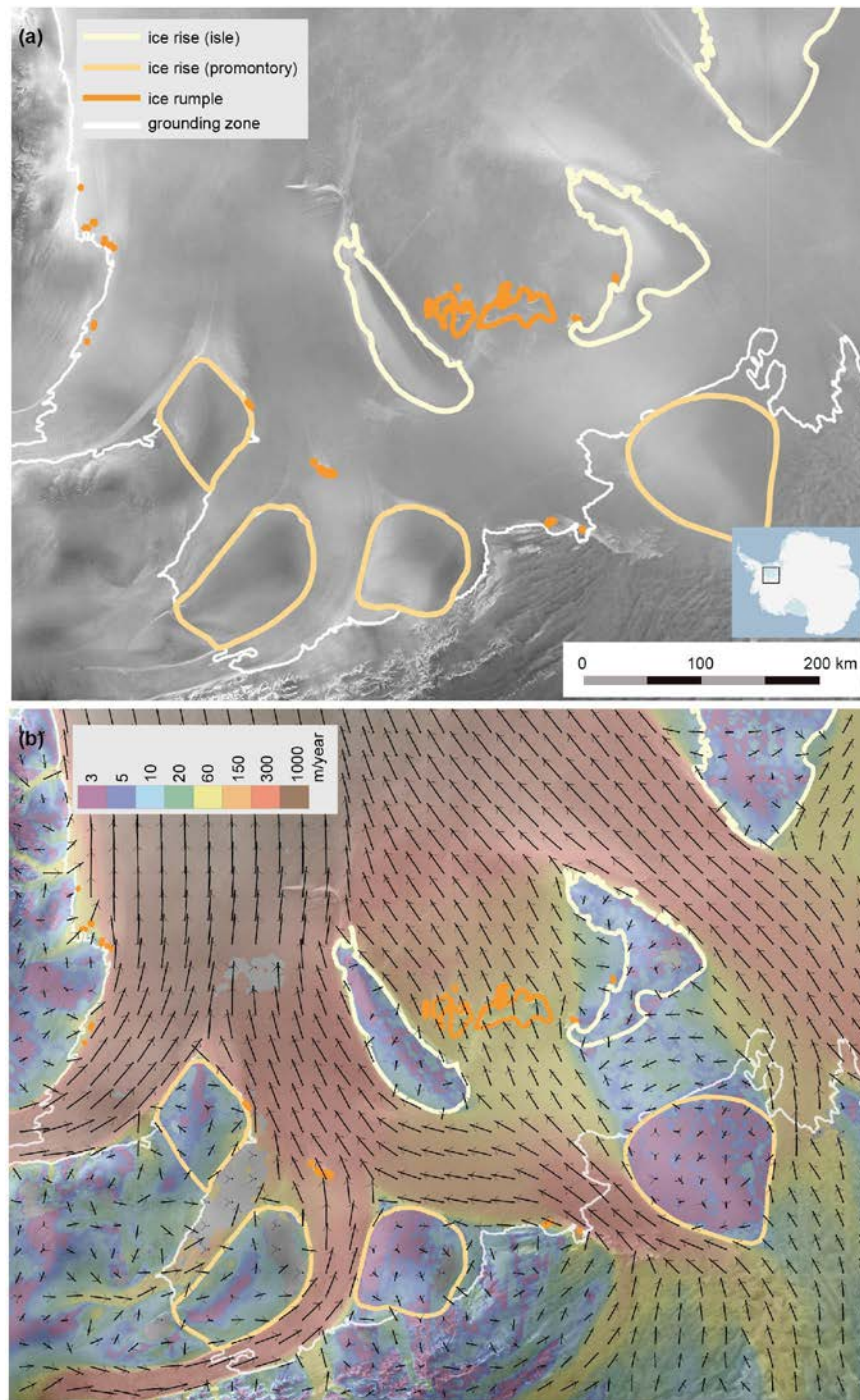 (a)
ice rise (isle)
ice rise (promontory)
ice rumple
grounding zone
0 100 200 km
(b)
3 5 10 20 60 150 300 1000 m/year